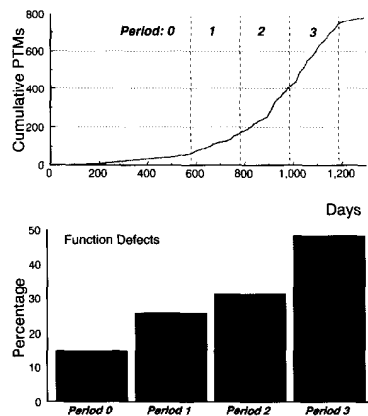 Cumulative PTMs
800
600
400
200
0
Period: 0 1 2 3
0 200 400 600 800 1,000 1,200
Days
Percentage
50
40
30
20
10
0
Function Defects
Period 0 Period 1 Period 2 Period 3